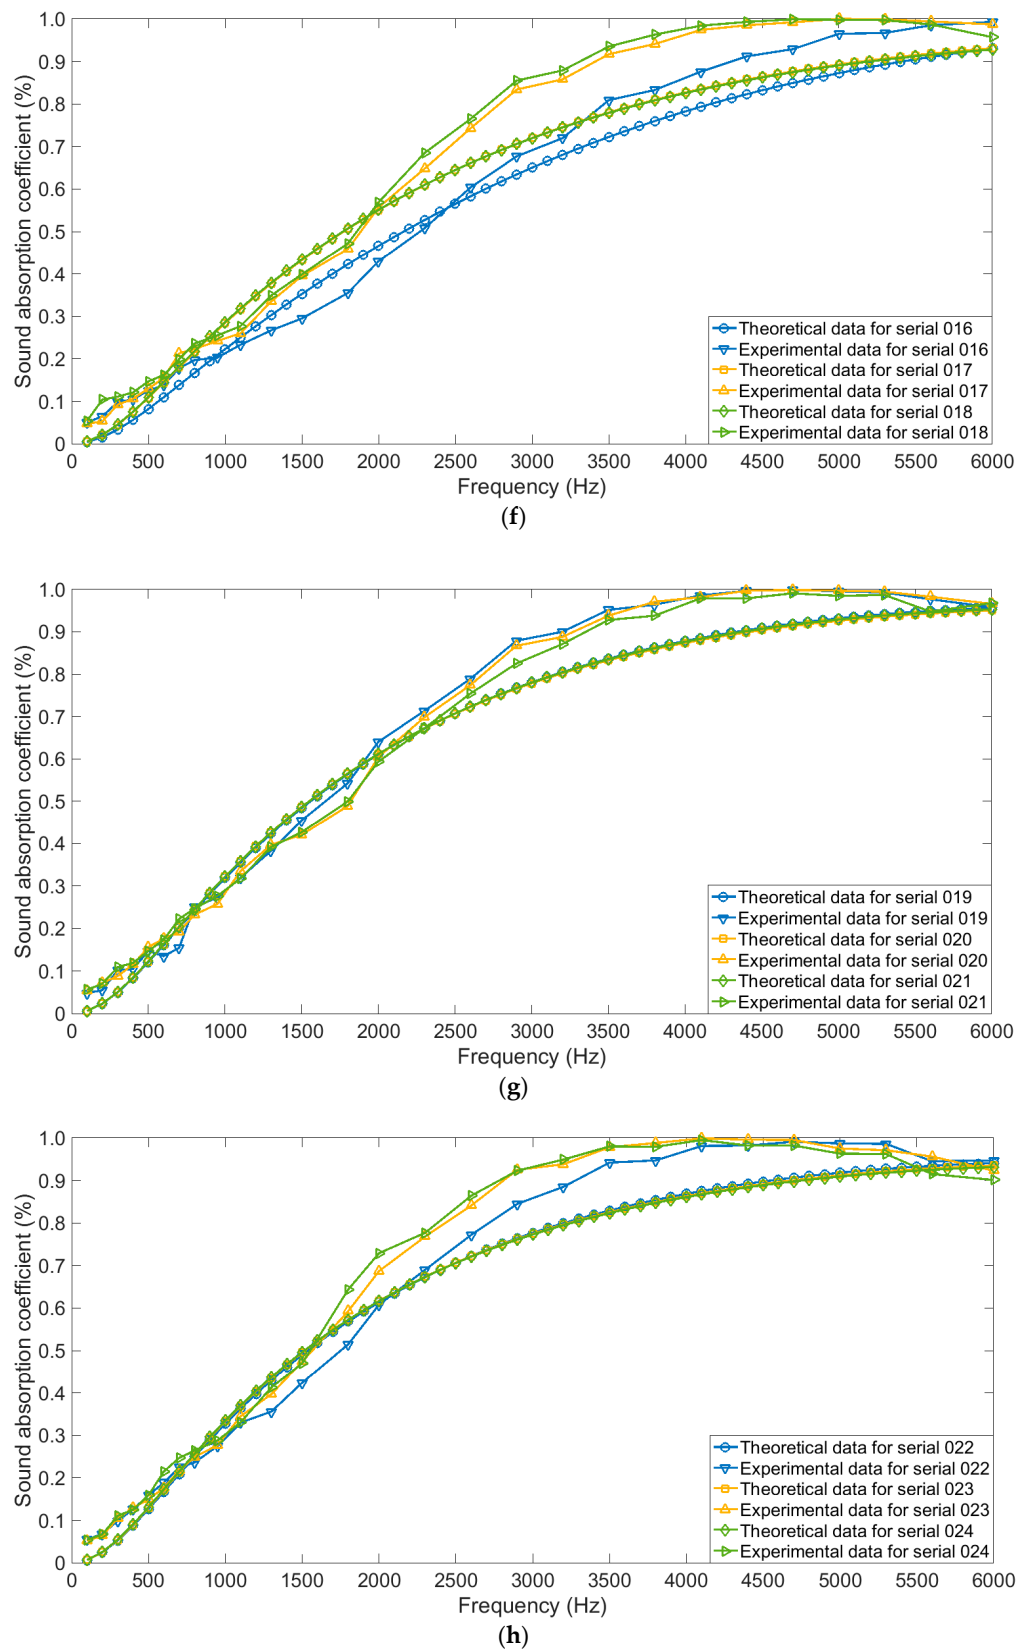 1.0
0.9
0.8
0.7
0.6
0.5
0.4
0.3
0.2
0.1
0
Sound absorption coefficient (%)
Theoretical data for serial 016
Experimental data for serial 016
Theoretical data for serial 017
Experimental data for serial 017
Theoretical data for serial 018
Experimental data for serial 018
0 500 1000 1500 2000 2500 3000 3500 4000 4500 5000 5500 6000
Frequency (Hz)
(f)
1.0
0.9
0.8
0.7
0.6
0.5
0.4
0.3
0.2
0.1
0
Sound absorption coefficient (%)
Theoretical data for serial 019
Experimental data for serial 019
Theoretical data for serial 020
Experimental data for serial 020
Theoretical data for serial 021
Experimental data for serial 021
0 500 1000 1500 2000 2500 3000 3500 4000 4500 5000 5500 6000
Frequency (Hz)
(g)
1.0
0.9
0.8
0.7
0.6
0.5
0.4
0.3
0.2
0.1
0
Sound absorption coefficient (%)
Theoretical data for serial 022
Experimental data for serial 022
Theoretical data for serial 023
Experimental data for serial 023
Theoretical data for serial 024
Experimental data for serial 024
0 500 1000 1500 2000 2500 3000 3500 4000 4500 5000 5500 6000
Frequency (Hz)
(h)